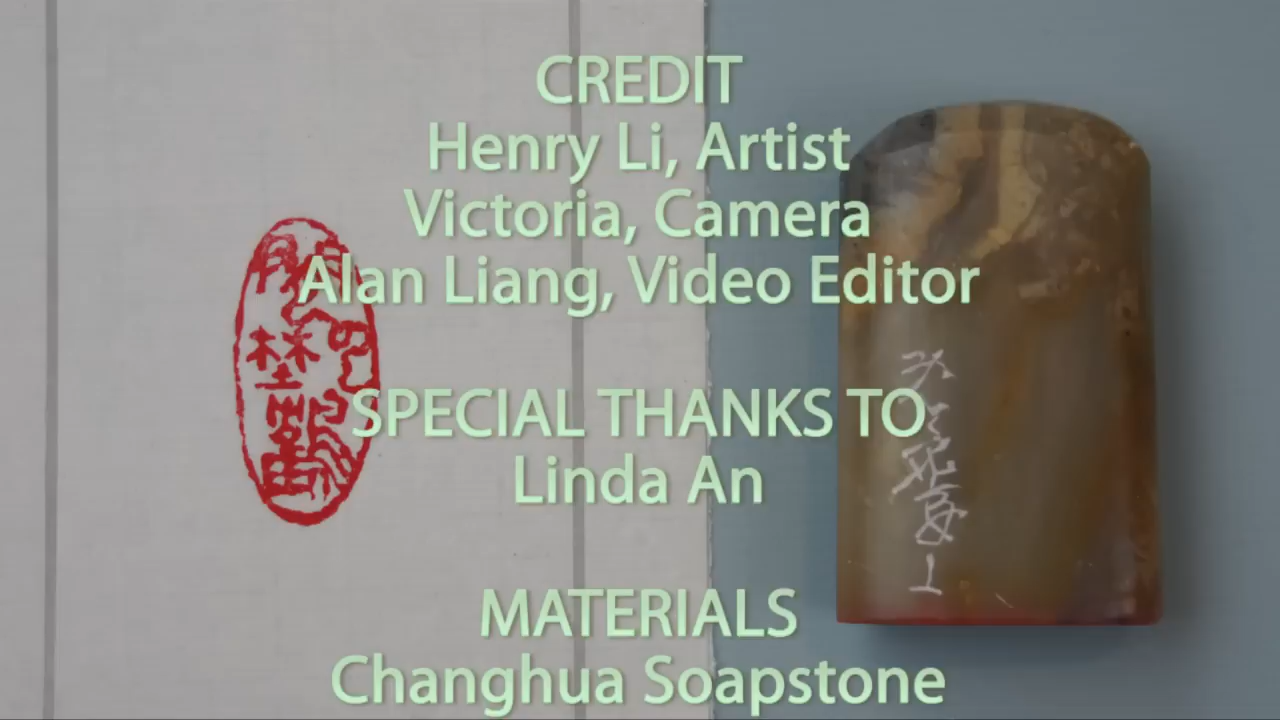 CREDIT
Henry Li, Artist
Victoria, Camera
Alan Liang, Video Editor
SPECIAL THANKS TO
Linda An
MATERIALS
Changhua Soapstone